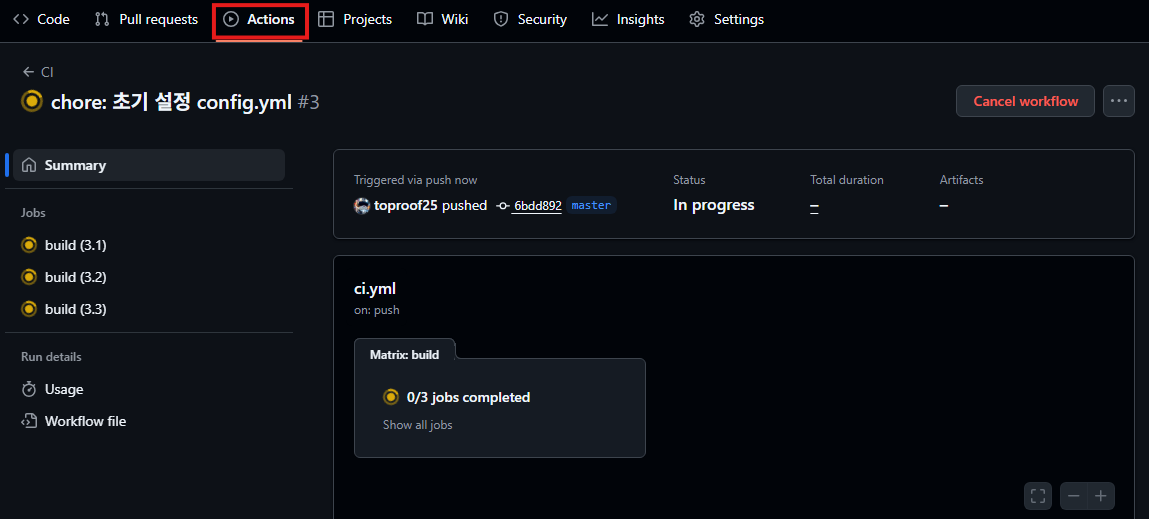 Code Pull requests Actions Projects Wiki Security Insights Settings
CI
chore: 초기 설정 config.yml #3
Cancel workflow
Summary
Jobs
build (3.1)
build (3.2)
build (3.3)
Run details
Usage
Workflow file
Triggered via push now
toproof25 pushed 6bdd892 master
Status
In progress
Total duration
–
Artifacts
–
ci.yml
on: push
Matrix: build
0/3 jobs completed
Show all jobs